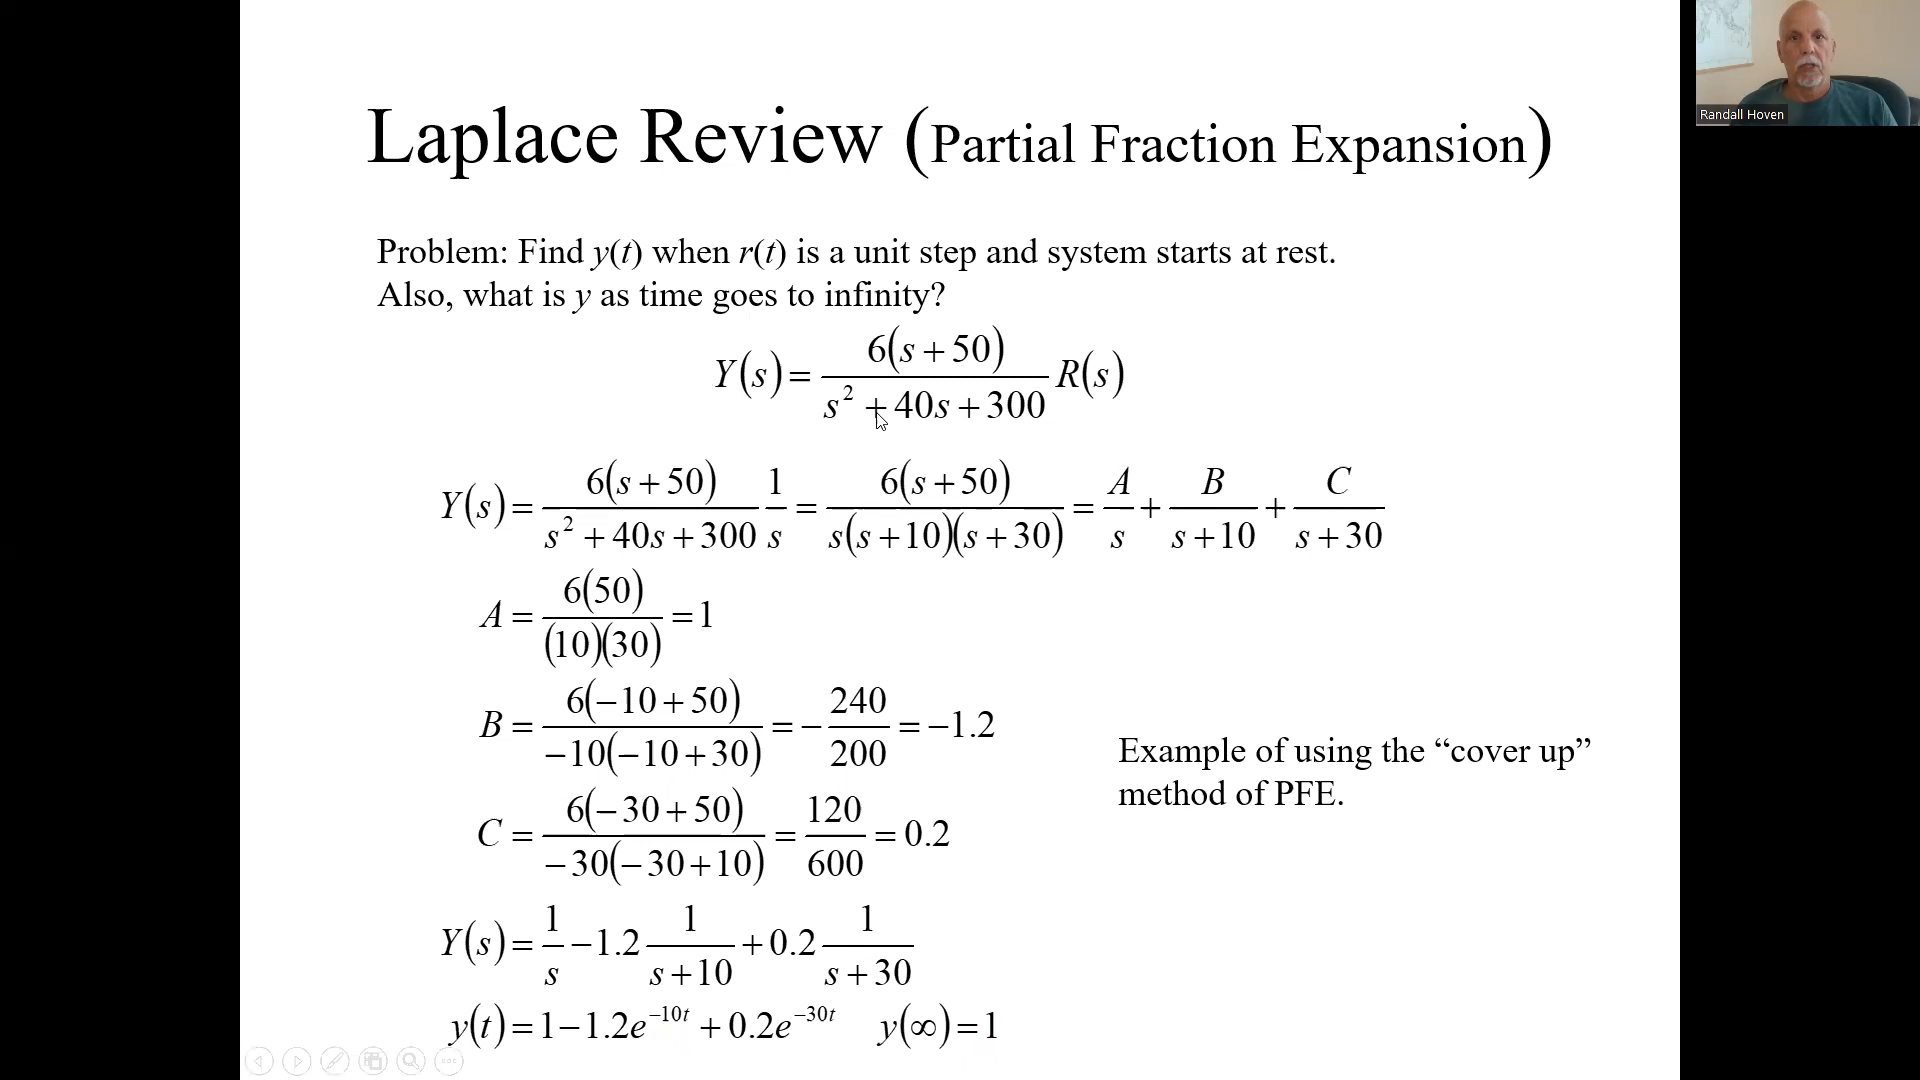 Laplace Review (Partial Fraction Expansion)
Randall Hoven
Problem: Find y(t) when r(t) is a unit step and system starts at rest.
Also, what is y as time goes to infinity?
Y(s) = 6(s + 50) / (s² + 40s + 300) R(s)
Y(s) = 6(s + 50) / (s² + 40s + 300) 1/s = 6(s + 50) / (s(s + 10)(s + 30)) = A/s + B/(s + 10) + C/(s + 30)
A = 6(50) / ((10)(30)) = 1
B = 6(−10 + 50) / (−10(−10 + 30)) = − 240/200 = −1.2
Example of using the “cover up”
method of PFE.
C = 6(−30 + 50) / (−30(−30 + 10)) = 120/600 = 0.2
Y(s) = 1/s − 1.2 1/(s + 10) + 0.2 1/(s + 30)
y(t) = 1 − 1.2e^{−10t} + 0.2e^{−30t} y(∞) = 1